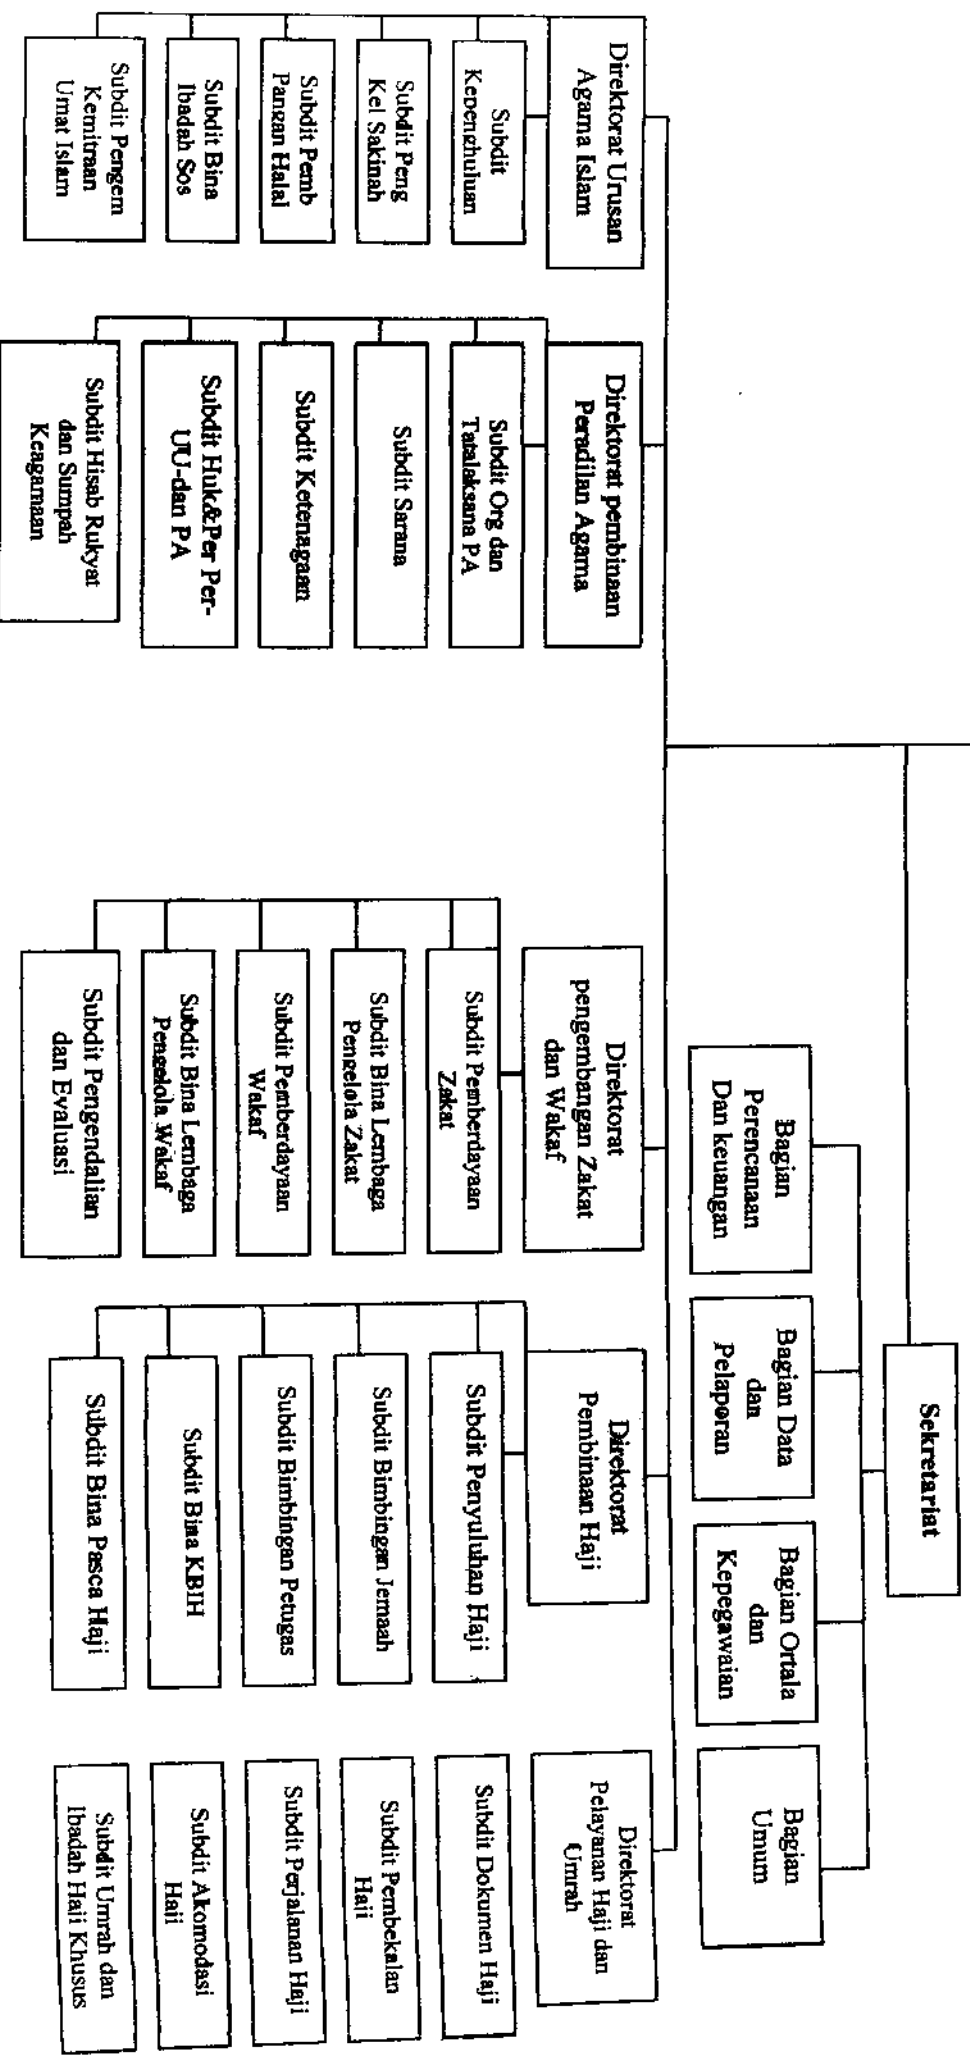 Sekretariat
Bagian
Perencanaan
Dan keuangan
Bagian Data
dan
Pelaporan
Bagian Ortala
dan
Kepegawaian
Bagian
Umum
Direktorat Urusan
Agama Islam
Subdit
Kepenghuluan
Subdit Peng
Kel Sakinah
Subdit Pemb
Pangan Halal
Subdit Bina
Ibadah Sos
Subdit Pengem
Kemitraan
Umat Islam
Direktorat pembinaan
Peradilan Agama
Subdit Org dan
Tatalaksana PA
Subdit Sarana
Subdit Ketenagaan
Subdit Huk&Per Per-
UU-dan PA
Subdit Hisab Rukyat
dan Sumpah
Keagamaan
Direktorat
pengembangan Zakat
dan Wakaf
Subdit Pemberdayaan
Zakat
Subdit Bina Lembaga
Pengelola Zakat
Subdit Pemberdayaan
Wakaf
Subdit Bina Lembaga
Pengelola Wakaf
Subdit Pengendalian
dan Evaluasi
Direktorat
Pembinaan Haji
Subdit Penyuluhan Haji
Subdit Bimbingan Jemaah
Subdit Bimbingan Petugas
Subdit Bina KBIH
Subdit Bina Pasca Haji
Direktorat
Pelayanan Haji dan
Umrah
Subdit Dokumen Haji
Subdit Pembekalan
Haji
Subdit Perjalanan Haji
Subdit Akomodasi
Haji
Subdit Umrah dan
Ibadah Haji Khusus